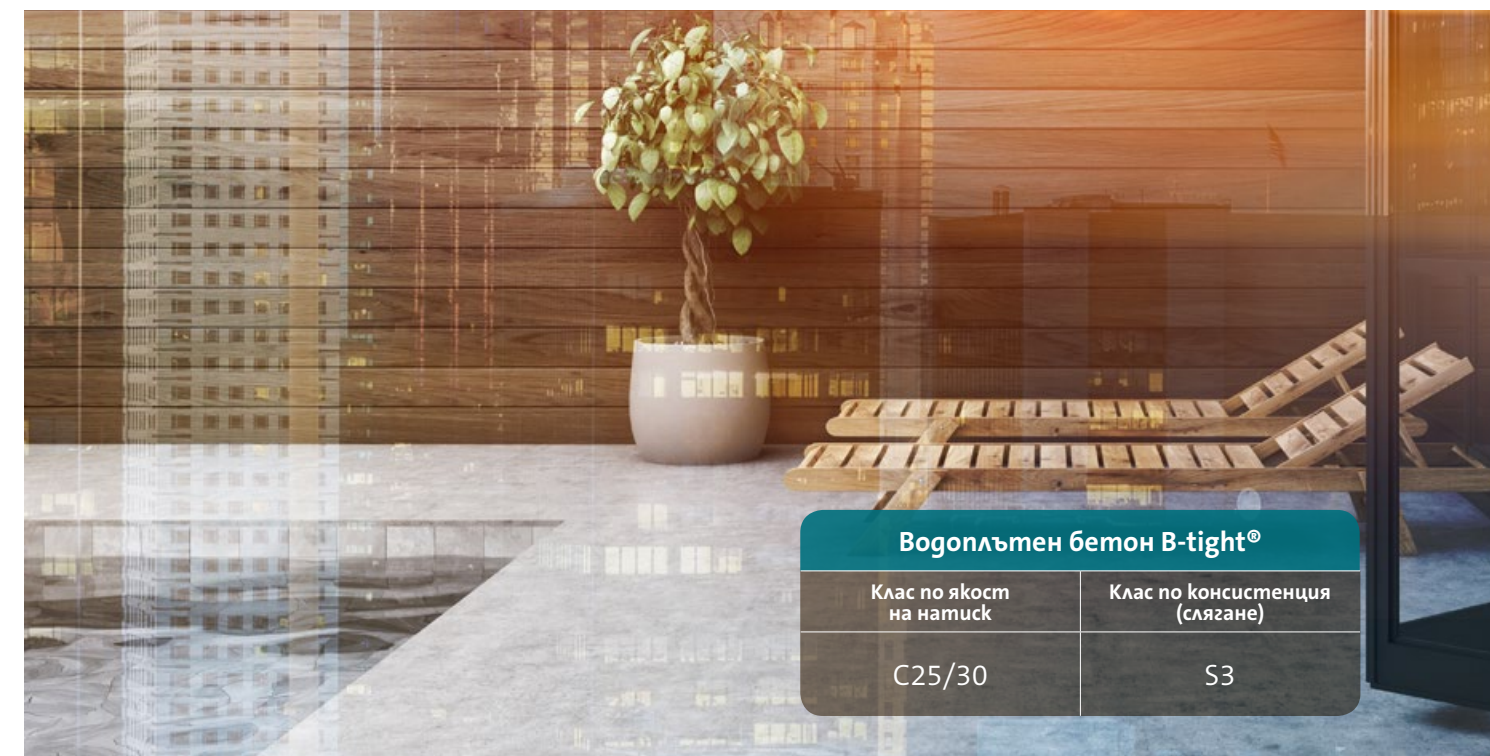 Водоплътен бетон B-tight®
Клас по якост
на натиск
Клас по консистенция
(слягане)
C25/30
S3